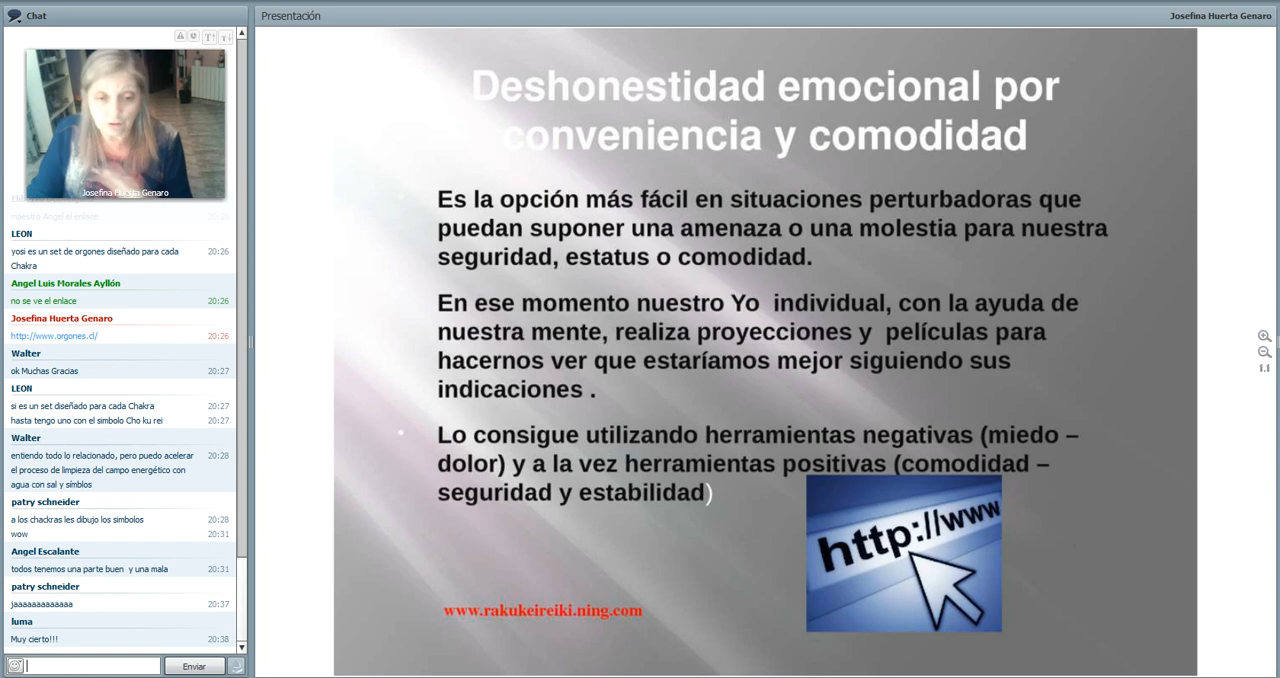 Chat
Josefina Huerta Genaro
maestro Angel el enlace
LEON
yosi es un set de orgones diseñado para cada 20:26
Chakra
Angel Luis Morales Ayllón
no se ve el enlace 20:26
Josefina Huerta Genaro
http://www.orgones.cl/ 20:26
Walter
ok Muchas Gracias 20:27
LEON
si es un set diseñado para cada Chakra 20:27
hasta tengo uno con el simbolo Cho ku rei 20:27
Walter
entiendo todo lo relacionado, pero puedo acelerar 20:28
el proceso de limpieza del campo energético con
agua con sal y símblos
patry schneider
a los chackras les dibujo los simbolos 20:28
wow 20:31
Angel Escalante
todos tenemos una parte buen y una mala 20:31
patry schneider
jaaaaaaaaaaaaa 20:37
luma
Muy cierto!!! 20:38
Enviar
Presentación
Josefina Huerta Genaro
Deshonestidad emocional por
conveniencia y comodidad
Es la opción más fácil en situaciones perturbadoras que
puedan suponer una amenaza o una molestia para nuestra
seguridad, estatus o comodidad.
En ese momento nuestro Yo individual, con la ayuda de
nuestra mente, realiza proyecciones y películas para
hacernos ver que estaríamos mejor siguiendo sus
indicaciones .
Lo consigue utilizando herramientas negativas (miedo –
dolor) y a la vez herramientas positivas (comodidad –
seguridad y estabilidad)
http://www
www.rakukeireiki.ning.com
1.1